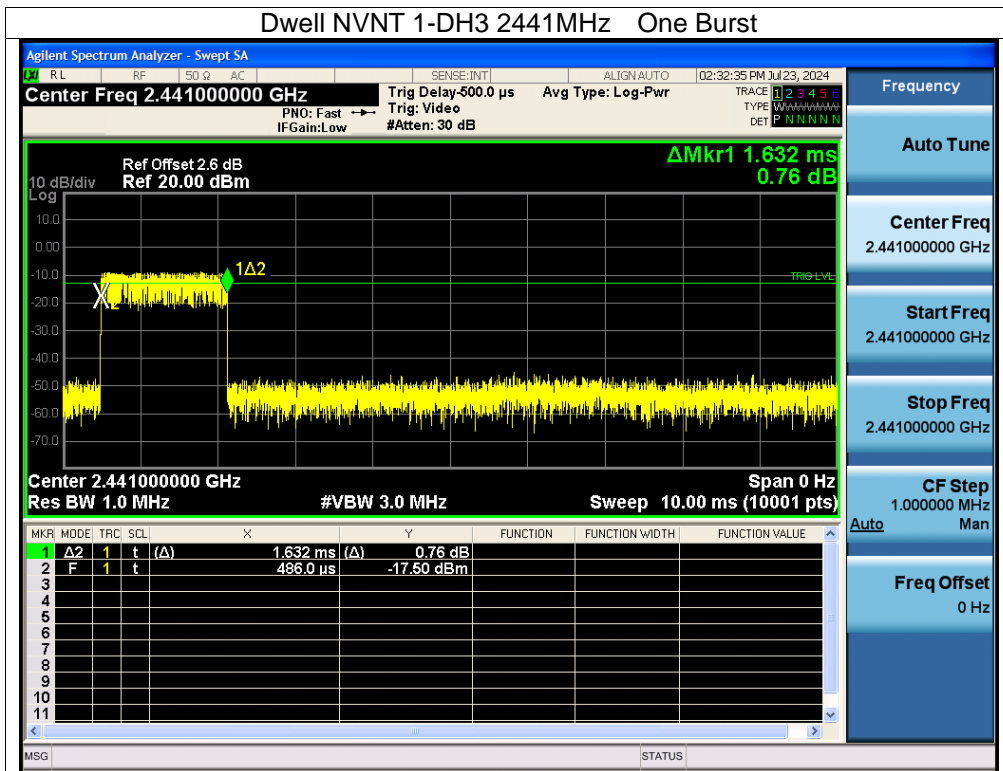 Dwell NVNT 1-DH3 2441MHz One Burst
Agilent Spectrum Analyzer - Swept SA
LXI RL RF 50 Ω AC SENSE:INT ALIGN AUTO 02:32:35 PM Jul 23, 2024
Center Freq 2.441000000 GHz
PNO: Fast
IFGain:Low
Trig Delay-500.0 µs
Trig: Video
#Atten: 30 dB
Avg Type: Log-Pwr
TRACE 1 2 3 4 5 6
TYPE WWWWWW
DET P N N N N N
Frequency
Auto Tune
Center Freq
2.441000000 GHz
Start Freq
2.441000000 GHz
Stop Freq
2.441000000 GHz
CF Step
1.000000 MHz
Auto Man
Freq Offset
0 Hz
ΔMkr1 1.632 ms
0.76 dB
Ref Offset 2.6 dB
10 dB/div Ref 20.00 dBm
Log
10.0
0.00
-10.0
-20.0
-30.0
-40.0
-50.0
-60.0
-70.0
1Δ2
2
TRIG LVL
Center 2.441000000 GHz Span 0 Hz
Res BW 1.0 MHz #VBW 3.0 MHz Sweep 10.00 ms (10001 pts)
MKR MODE TRC SCL X Y FUNCTION FUNCTION WIDTH FUNCTION VALUE
1 Δ2 1 t (Δ) 1.632 ms (Δ) 0.76 dB
2 F 1 t 486.0 µs -17.50 dBm
3
4
5
6
7
8
9
10
11
MSG STATUS